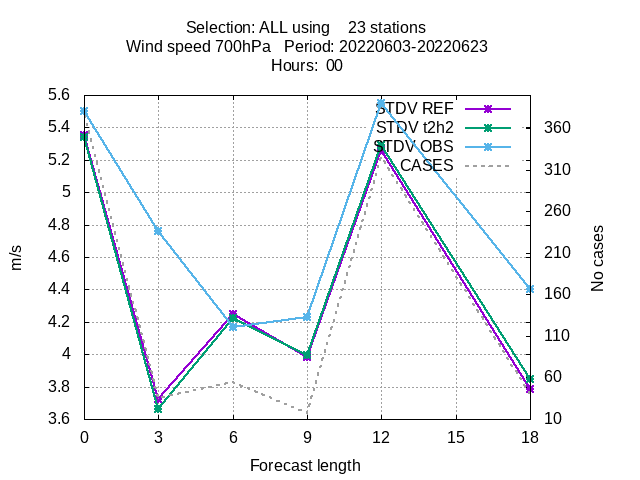 Selection: ALL using    23 stations
Wind speed 700hPa   Period: 20220603-20220623
Hours:  00
5.6
5.4
5.2
5
4.8
4.6
4.4
4.2
4
3.8
3.6
m/s
STDV REF
STDV t2h2
STDV OBS
CASES
360
310
260
210
160
110
60
10
No cases
0 3 6 9 12 15 18
Forecast length